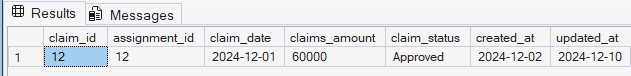 Results Messages
claim_id assignment_id claim_date claims_amount claim_status created_at updated_at
1 12 12 2024-12-01 60000 Approved 2024-12-02 2024-12-10